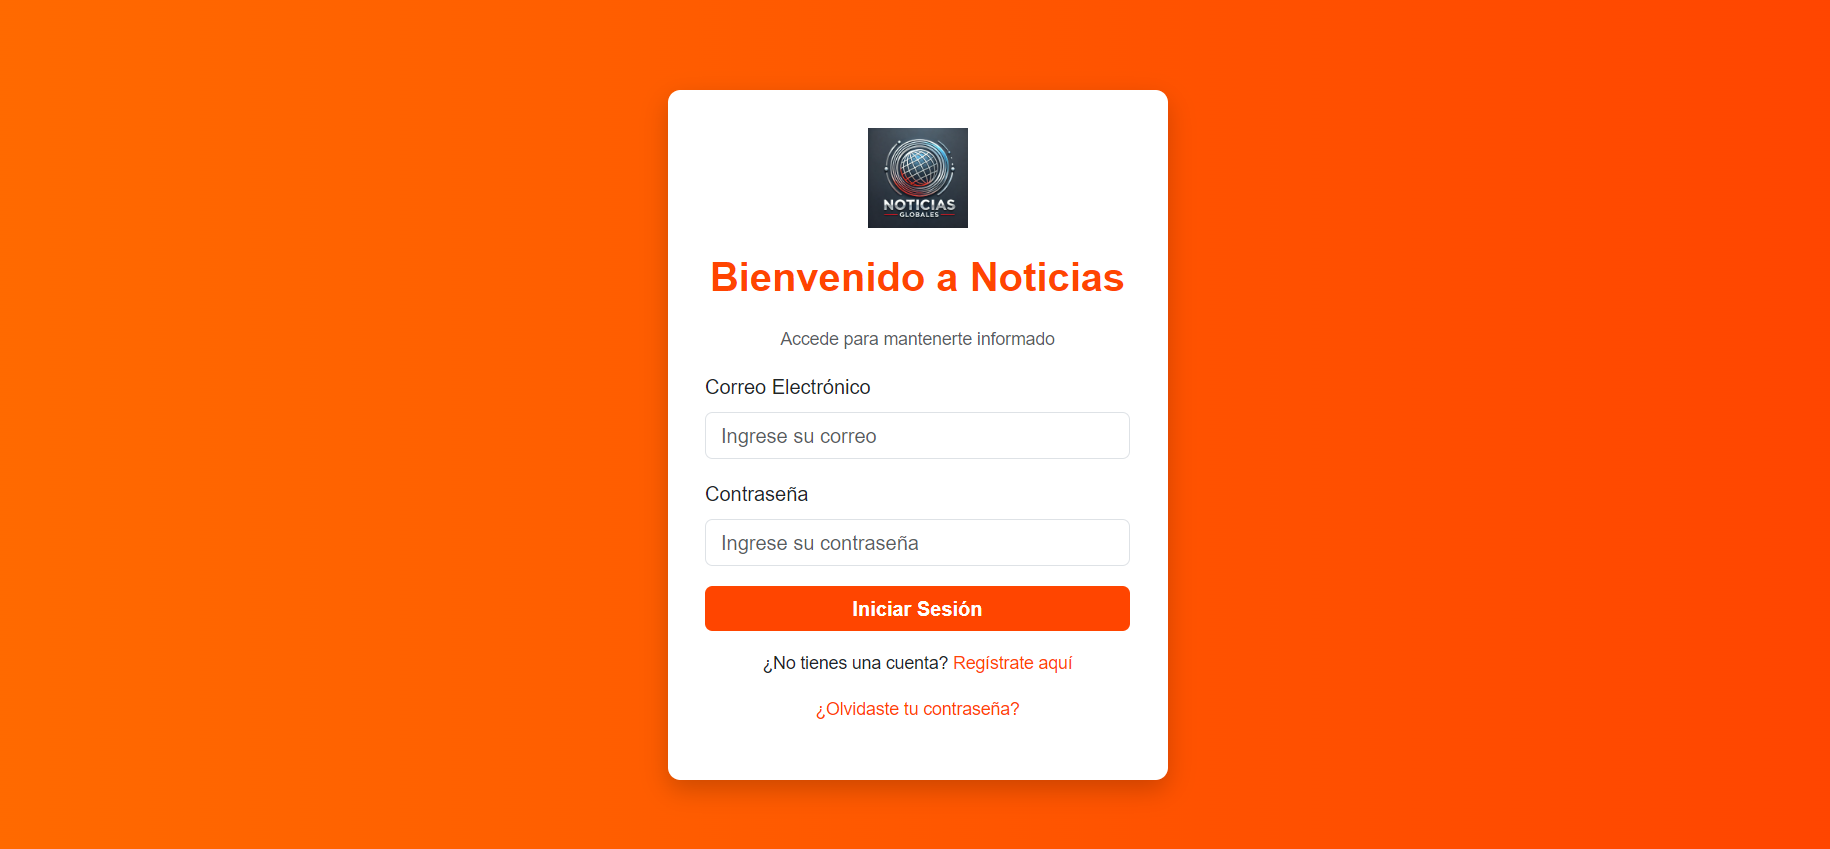 NOTICIAS
GLOBALES
Bienvenido a Noticias
Accede para mantenerte informado
Correo Electrónico
Ingrese su correo
Contraseña
Ingrese su contraseña
Iniciar Sesión
¿No tienes una cuenta? Regístrate aquí
¿Olvidaste tu contraseña?